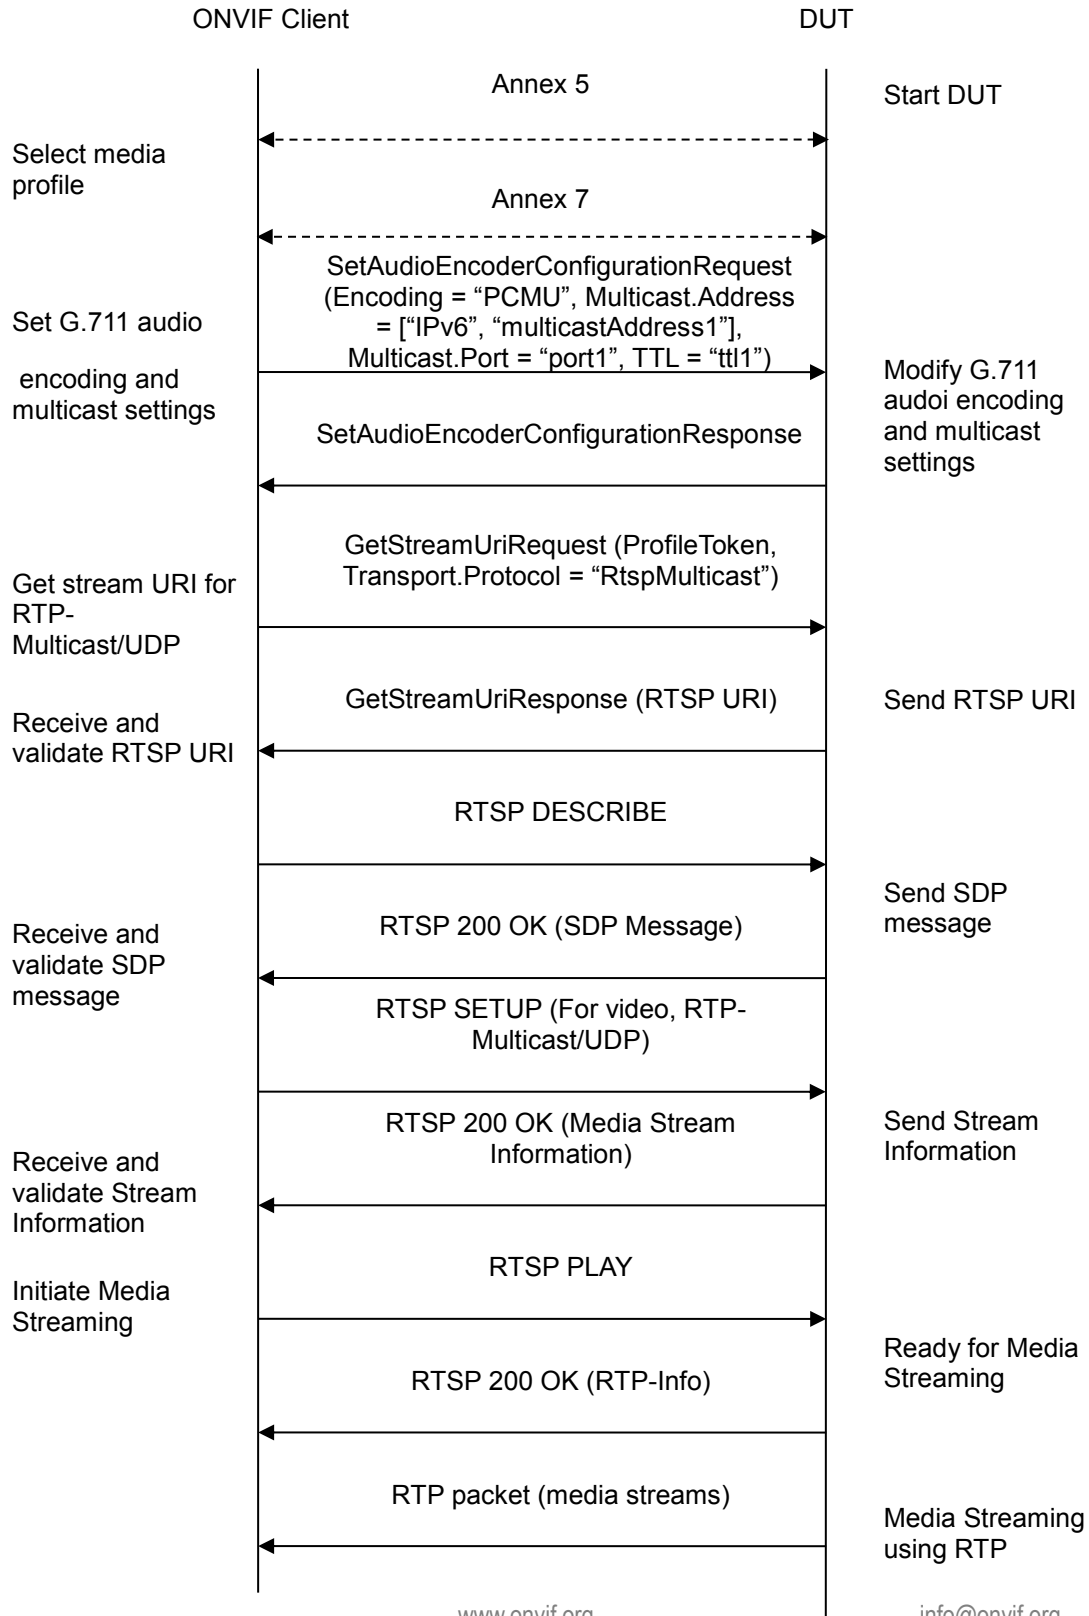 ONVIF Client
DUT
Annex 5
Start DUT
Select media
profile
Annex 7
SetAudioEncoderConfigurationRequest
(Encoding = “PCMU”, Multicast.Address
= [“IPv6”, “multicastAddress1”],
Multicast.Port = “port1”, TTL = “ttl1”)
Set G.711 audio
encoding and
multicast settings
Modify G.711
audoi encoding
and multicast
settings
SetAudioEncoderConfigurationResponse
GetStreamUriRequest (ProfileToken,
Transport.Protocol = “RtspMulticast”)
Get stream URI for
RTP-
Multicast/UDP
GetStreamUriResponse (RTSP URI)
Send RTSP URI
Receive and
validate RTSP URI
RTSP DESCRIBE
Send SDP
message
RTSP 200 OK (SDP Message)
Receive and
validate SDP
message
RTSP SETUP (For video, RTP-
Multicast/UDP)
RTSP 200 OK (Media Stream
Information)
Send Stream
Information
Receive and
validate Stream
Information
RTSP PLAY
Initiate Media
Streaming
Ready for Media
Streaming
RTSP 200 OK (RTP-Info)
RTP packet (media streams)
Media Streaming
using RTP
www.onvif.org
info@onvif.org